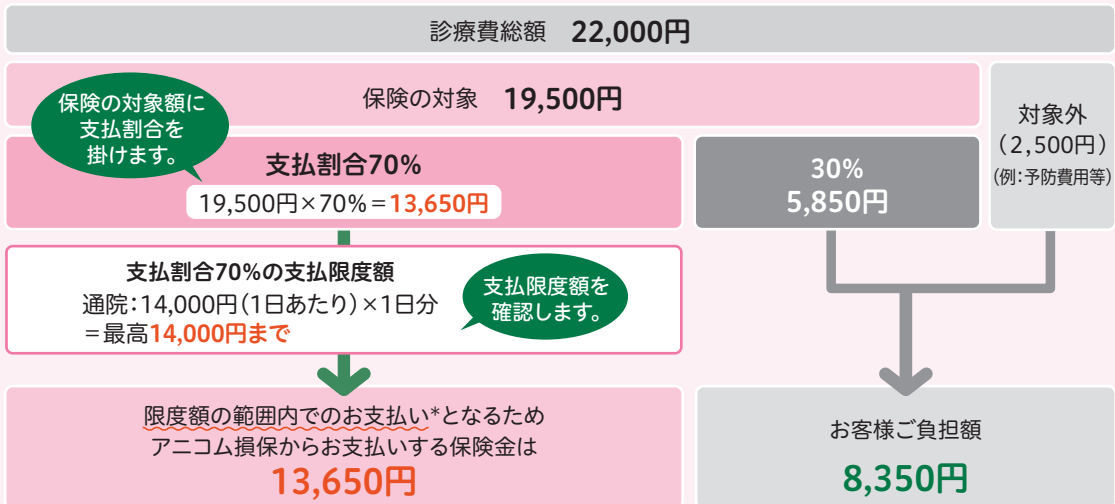 診療費総額 22,000円
保険の対象 19,500円
対象外
（2,500円）
（例：予防費用等）
保険の対象額に
支払割合を
掛けます。
支払割合70%
19,500円×70%＝13,650円
30%
5,850円
支払割合70%の支払限度額
通院：14,000円（1日あたり）×1日分
＝最高14,000円まで
支払限度額を
確認します。
限度額の範囲内でのお支払い*となるため
アニコム損保からお支払いする保険金は
13,650円
お客様ご負担額
8,350円